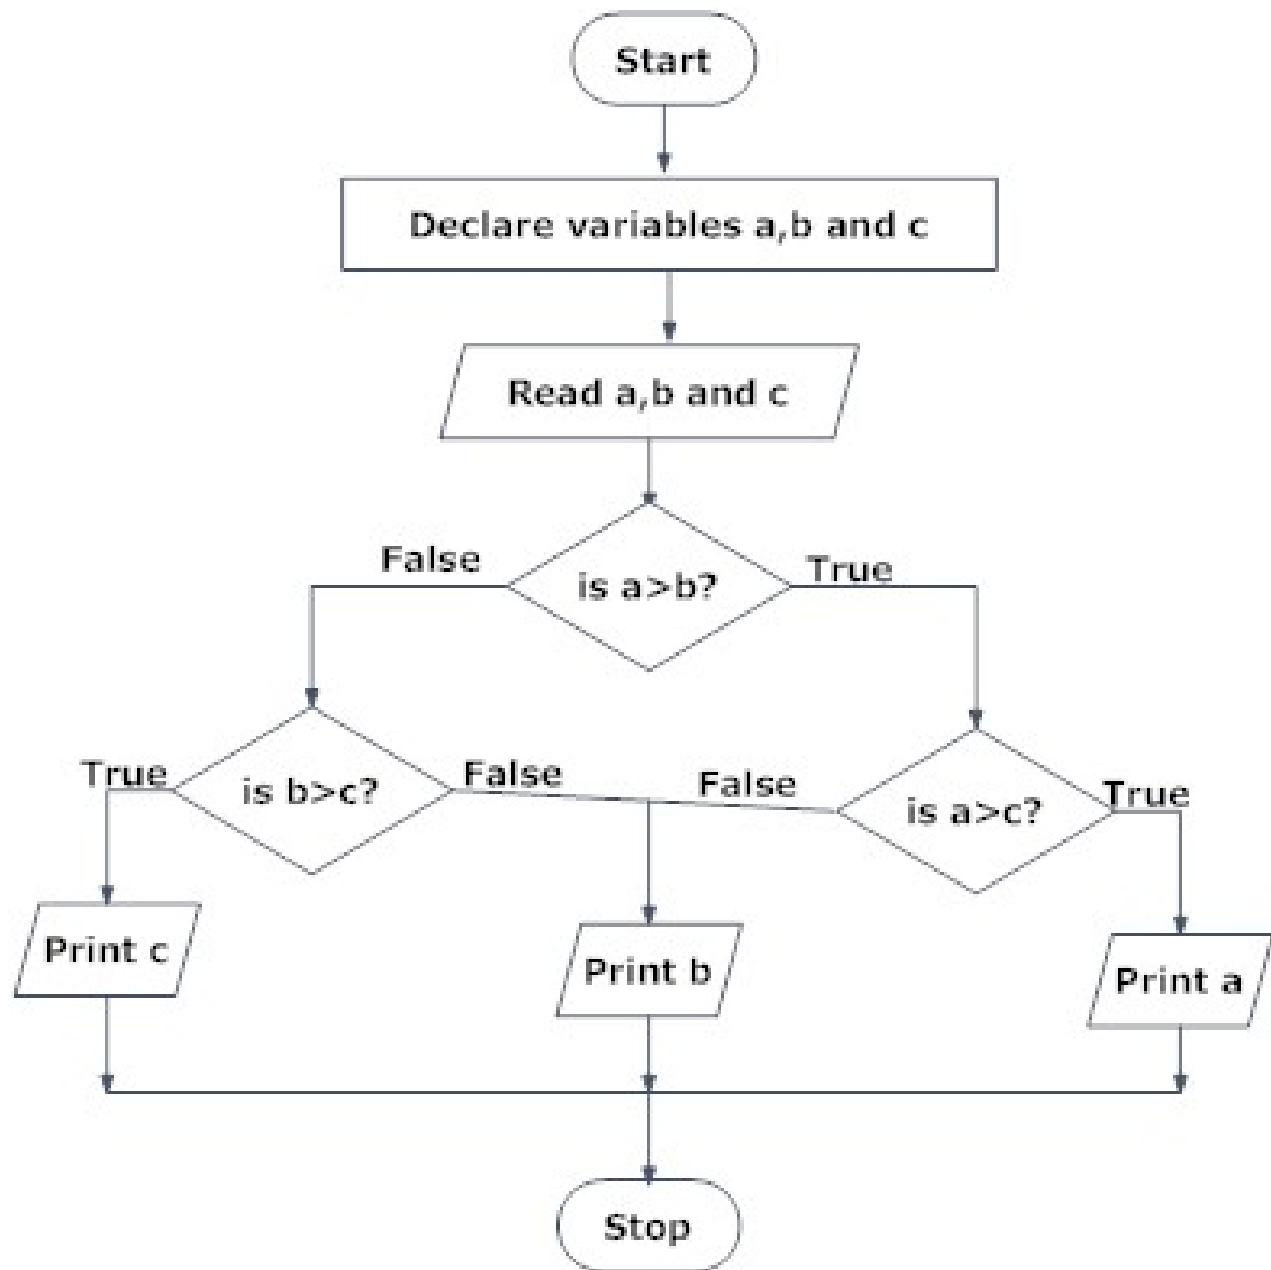 Start
Declare variables a,b and c
Read a,b and c
False
is a>b?
True
True
is b>c?
False
False
is a>c?
True
Print c
Print b
Print a
Stop